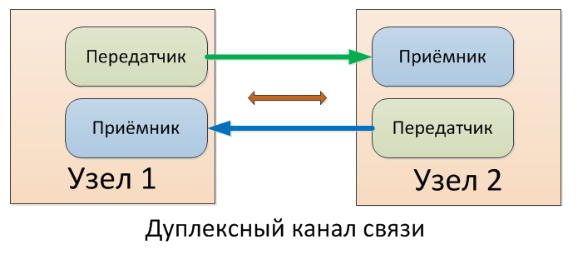 Передатчик
Приёмник
Узел 1
Приёмник
Передатчик
Узел 2
Дуплексный канал связи